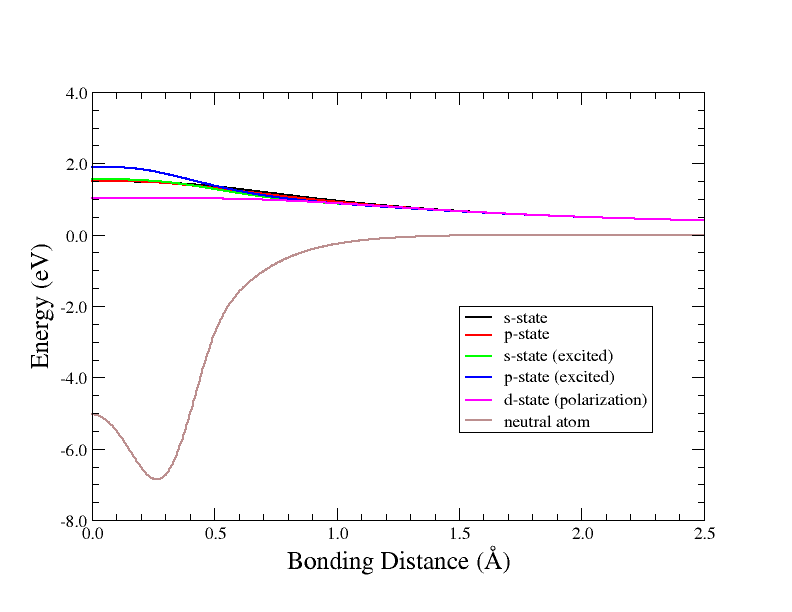 4.0
2.0
0.0
-2.0
-4.0
-6.0
-8.0
Energy (eV)
s-state
p-state
s-state (excited)
p-state (excited)
d-state (polarization)
neutral atom
0.0 0.5 1.0 1.5 2.0 2.5
Bonding Distance (Å)